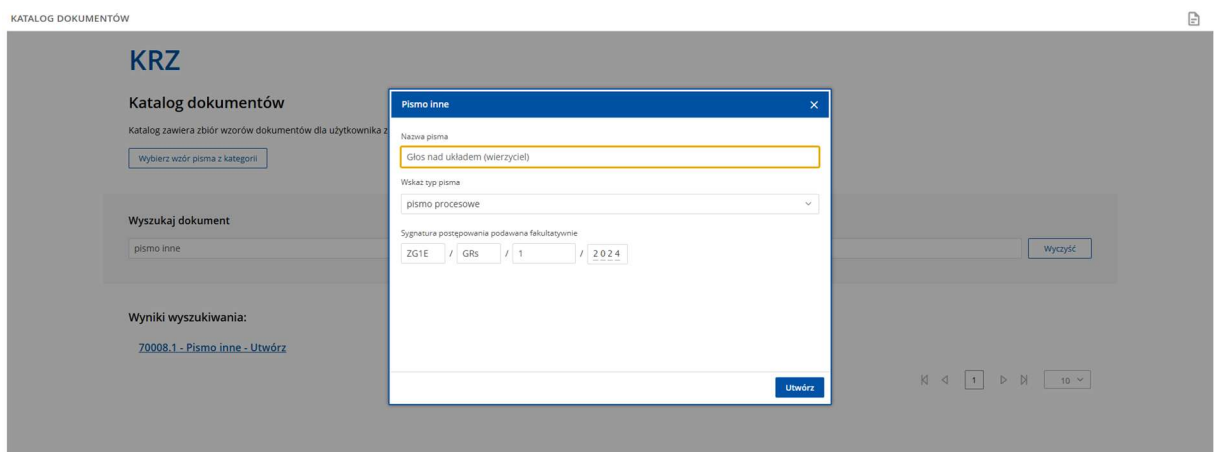 KATALOG DOKUMENTÓW
KRZ
Katalog dokumentów
Katalog zawiera zbiór wzorów dokumentów dla użytkownika z
Wybierz wzór pisma z kategorii
Wyszukaj dokument
pismo inne
Wyczyść
Wyniki wyszukiwania:
70008.1 - Pismo inne - Utwórz
1
10
Pismo inne
Nazwa pisma
Głos nad układem (wierzyciel)
Wskaż typ pisma
pismo procesowe
Sygnatura postępowania podawana fakultatywnie
ZG1E / GRs / 1 / 2024
Utwórz